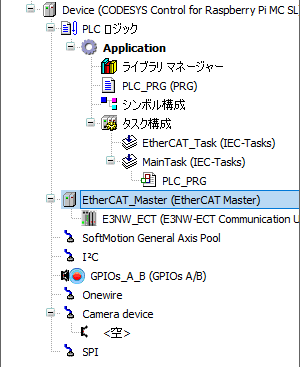 Device (CODESYS Control for Raspberry Pi MC SL
PLC ロジック
Application
ライブラリ マネージャー
PLC_PRG (PRG)
シンボル構成
タスク構成
EtherCAT_Task (IEC-Tasks)
MainTask (IEC-Tasks)
PLC_PRG
EtherCAT_Master (EtherCAT Master)
E3NW_ECT (E3NW-ECT Communication U
SoftMotion General Axis Pool
I²C
GPIOs_A_B (GPIOs A/B)
Onewire
Camera device
<空>
SPI